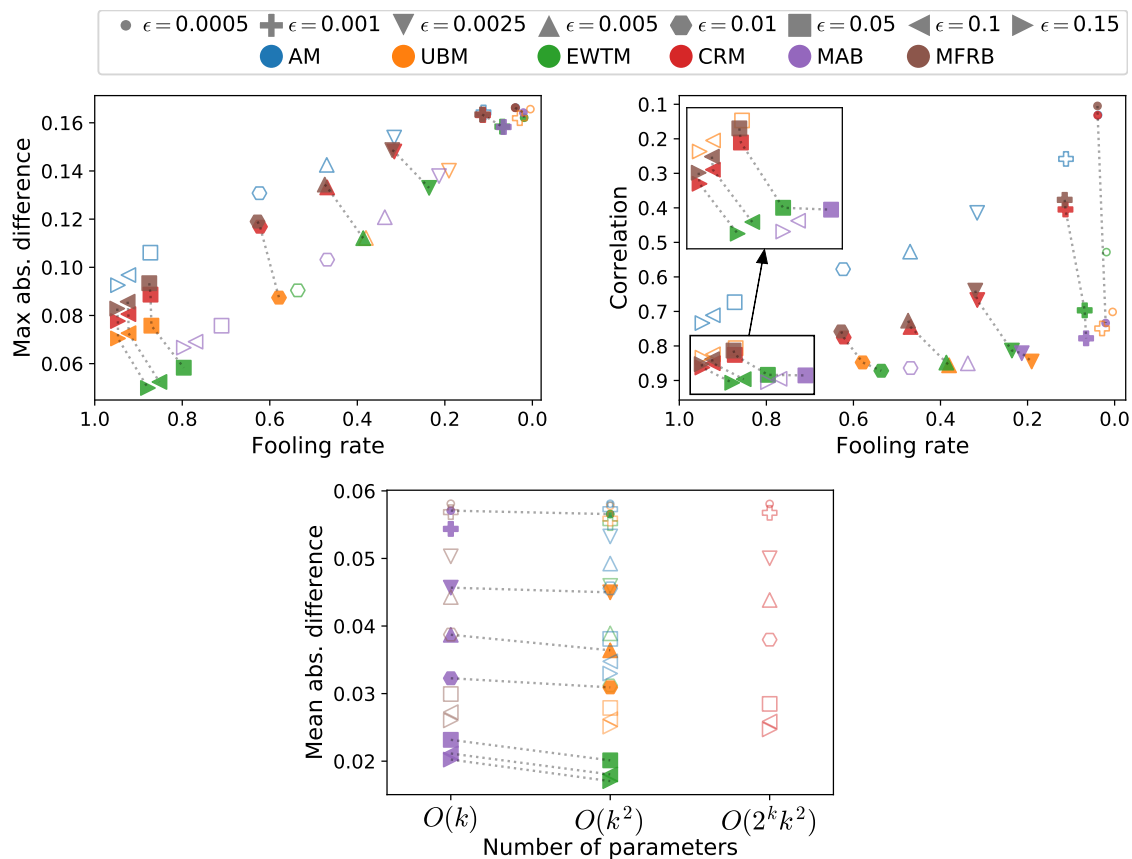 ϵ = 0.0005 ϵ = 0.001 ϵ = 0.0025 ϵ = 0.005 ϵ = 0.01 ϵ = 0.05 ϵ = 0.1 ϵ = 0.15
AM UBM EWTM CRM MAB MFRB
Max abs. difference
0.16
0.14
0.12
0.10
0.08
0.06
1.0 0.8 0.6 0.4 0.2 0.0
Fooling rate
Correlation
0.1
0.2
0.3
0.4
0.5
0.6
0.7
0.8
0.9
1.0 0.8 0.6 0.4 0.2 0.0
Fooling rate
Mean abs. difference
0.06
0.05
0.04
0.03
0.02
O(k) O(k²) O(2ᵏk²)
Number of parameters